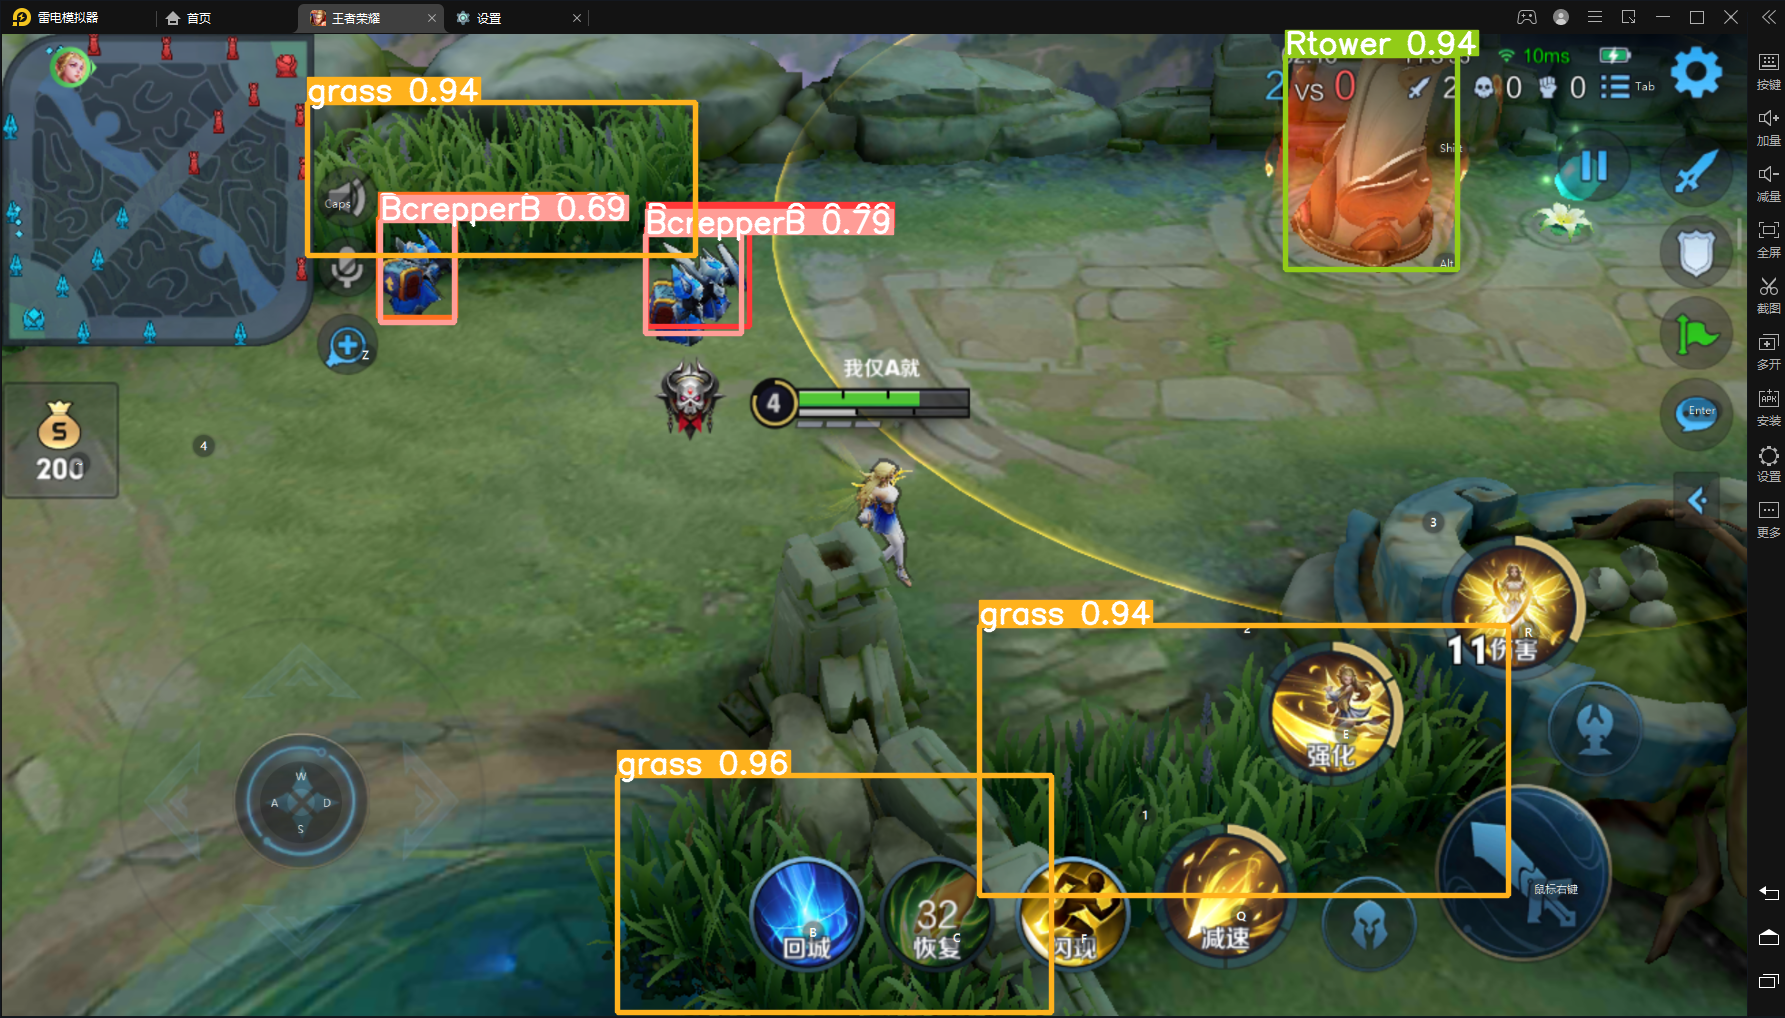 雷电模拟器
首页
王者荣耀
设置
Rtower 0.94
10ms
2 VS 0
2
0
0
Tab
grass 0.94
Caps
Shift
BcrepperB 0.69
BcrepperB 0.79
Alt
Z
我仅A就
4
Enter
200
4
3
grass 0.94
2
R
11伤害
E
强化
grass 0.96
W
A
D
S
1
鼠标右键
32
B
回城
C
恢复
F
闪现
Q
减速
按键
加量
减量
全屏
截图
多开
APK
安装
设置
更多